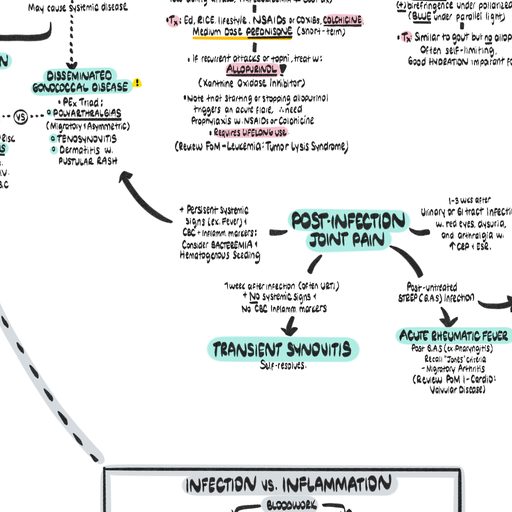 May cause systemic disease
DISSEMINATED
GONOCOCCAL DISEASE !
• PEx Triad:
POLYARTHRALGIAS
(Migratory & Asymmetric)
TENOSYNOVITIS
Dermatitis w.
PUSTULAR RASH
VS
• Tx: Ed, RICE, lifestyle, NSAIDs or COXIBs, COLCHICINE
Medium Dose PREDNISONE (short-term)
• If recurrent attacks or tophi, treat w:
ALLOPURINOL
(Xanthine Oxidase Inhibitor)
• Note that starting or stopping allopurinol
triggers an acute flare, ∴ need
Prophylaxis w. NSAIDs or Colchicine
• Requires LIFELONG USE
(Review FoM-Leukemia: Tumor Lysis Syndrome)
(+) birefringence under polarized
(BLUE under parallel light)
• Tx: Similar to gout but no allop
Often self-limiting.
Good HYDRATION important fo
+ Persistent Systemic
Signs (ex. Fever) &
CBC + Inflamm markers:
Consider BACTEREMIA &
Hematogenous Seeding
POST-INFECTION
JOINT PAIN
1-3 wks after
Urinary or GI tract INFECTI
w. red eyes, dysuria,
and arthralgia w.
↑ CRP & ESR.
1 week after infection (often URTI)
+ No systemic signs &
No CBC inflamm markers
TRANSIENT SYNOVITIS
Self-resolves.
Post-untreated
STREP (GAS) infection
ACUTE RHEUMATIC FEVER
Post GAS (ex Pharyngitis)
Recall "Jones" Criteria
- Migratory Arthritis
(Review FoM 1-Cardio:
Valvular Disease)
INFECTION vs. INFLAMMATION
BLOODWORK